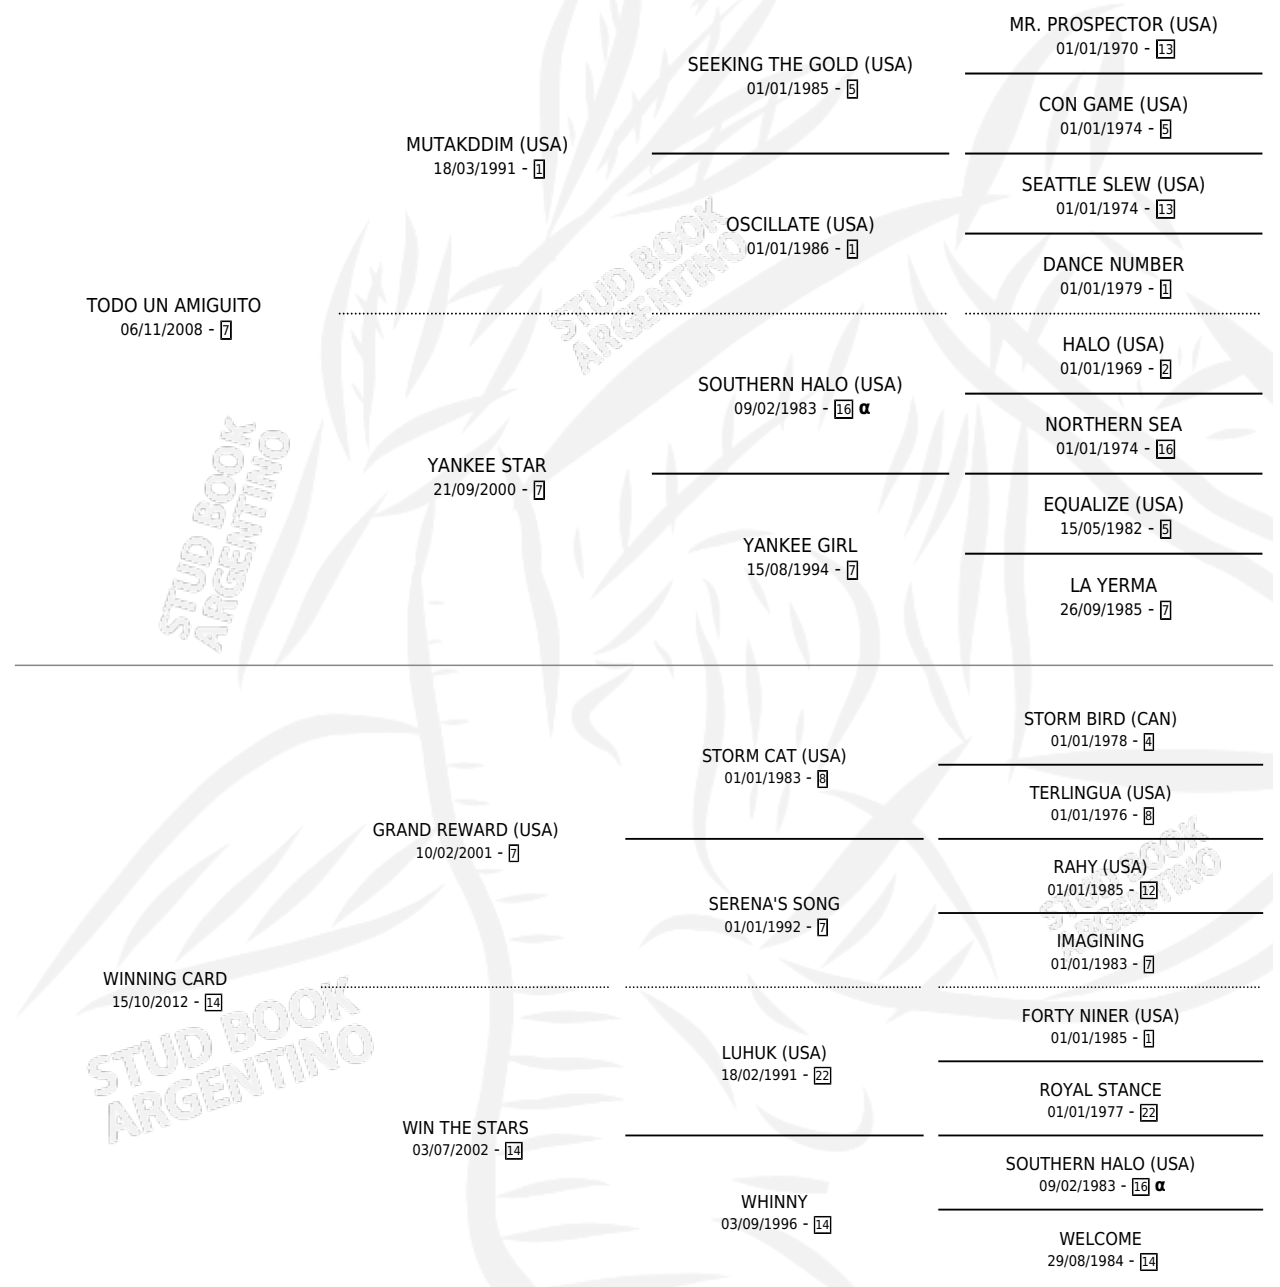 MR. PROSPECTOR (USA)
01/01/1970 - 13
SEEKING THE GOLD (USA)
01/01/1985 - 5
CON GAME (USA)
01/01/1974 - 5
MUTAKDDIM (USA)
18/03/1991 - 1
SEATTLE SLEW (USA)
01/01/1974 - 13
OSCILLATE (USA)
01/01/1986 - 1
DANCE NUMBER
01/01/1979 - 1
TODO UN AMIGUITO
06/11/2008 - 7
HALO (USA)
01/01/1969 - 2
SOUTHERN HALO (USA)
09/02/1983 - 16 α
NORTHERN SEA
01/01/1974 - 16
YANKEE STAR
21/09/2000 - 7
EQUALIZE (USA)
15/05/1982 - 5
YANKEE GIRL
15/08/1994 - 7
LA YERMA
26/09/1985 - 7
STORM BIRD (CAN)
01/01/1978 - 4
STORM CAT (USA)
01/01/1983 - 8
TERLINGUA (USA)
01/01/1976 - 8
GRAND REWARD (USA)
10/02/2001 - 7
RAHY (USA)
01/01/1985 - 12
SERENA'S SONG
01/01/1992 - 7
IMAGINING
01/01/1983 - 7
WINNING CARD
15/10/2012 - 14
FORTY NINER (USA)
01/01/1985 - 1
LUHUK (USA)
18/02/1991 - 22
ROYAL STANCE
01/01/1977 - 22
WIN THE STARS
03/07/2002 - 14
SOUTHERN HALO (USA)
09/02/1983 - 16 α
WHINNY
03/09/1996 - 14
WELCOME
29/08/1984 - 14
STUD BOOK
ARGENTINO
STUD BOOK
ARGENTINO
STUD BOOK
ARGENTINO
STUD BOOK
ARGENTINO